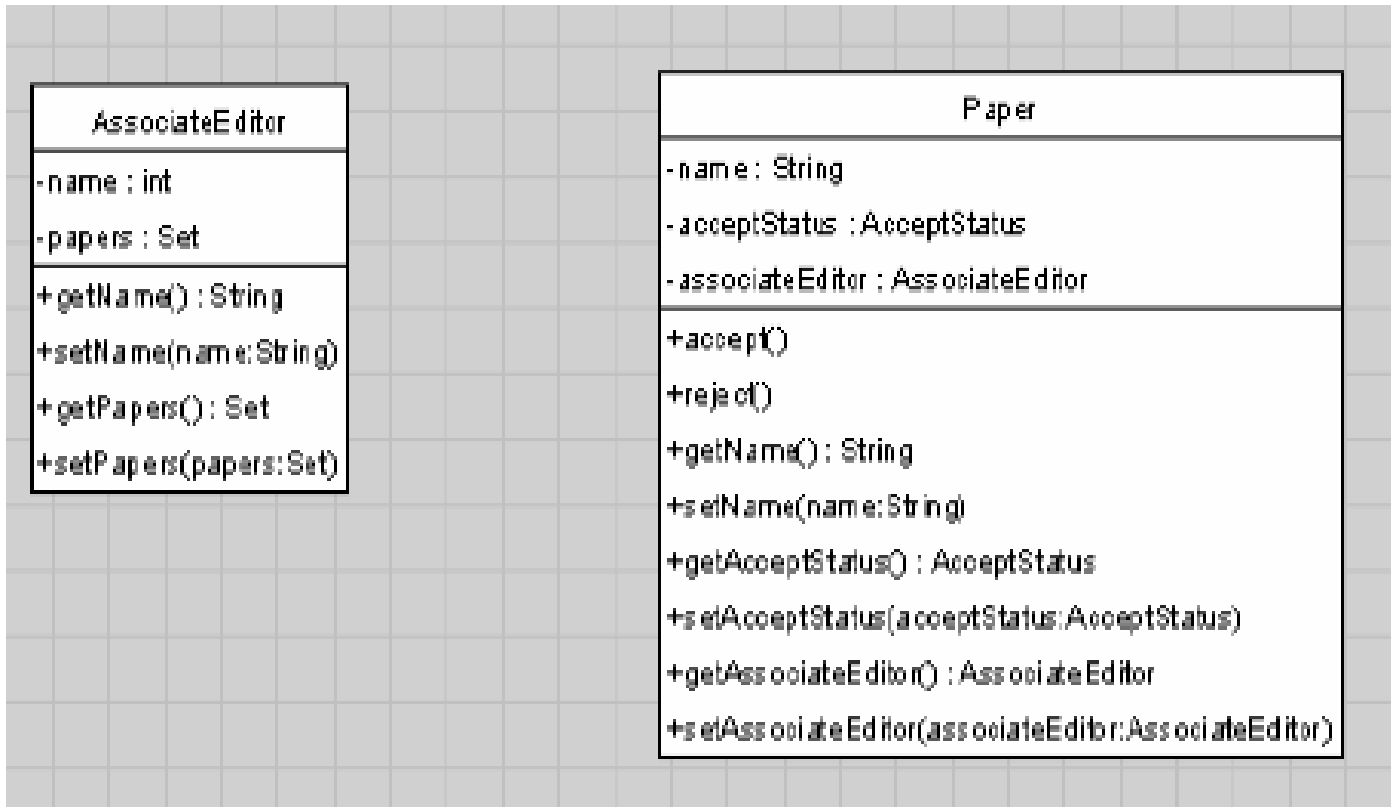 AssociateEditor
-name : int
-papers : Set
+getName() : String
+setName(name:String)
+getPapers() : Set
+setPapers(papers:Set)
Paper
-name : String
-acceptStatus : AcceptStatus
-associateEditor : AssociateEditor
+accept()
+reject()
+getName() : String
+setName(name:String)
+getAcceptStatus() : AcceptStatus
+setAcceptStatus(acceptStatus:AcceptStatus)
+getAssociateEditor() : AssociateEditor
+setAssociateEditor(associateEditor:AssociateEditor)